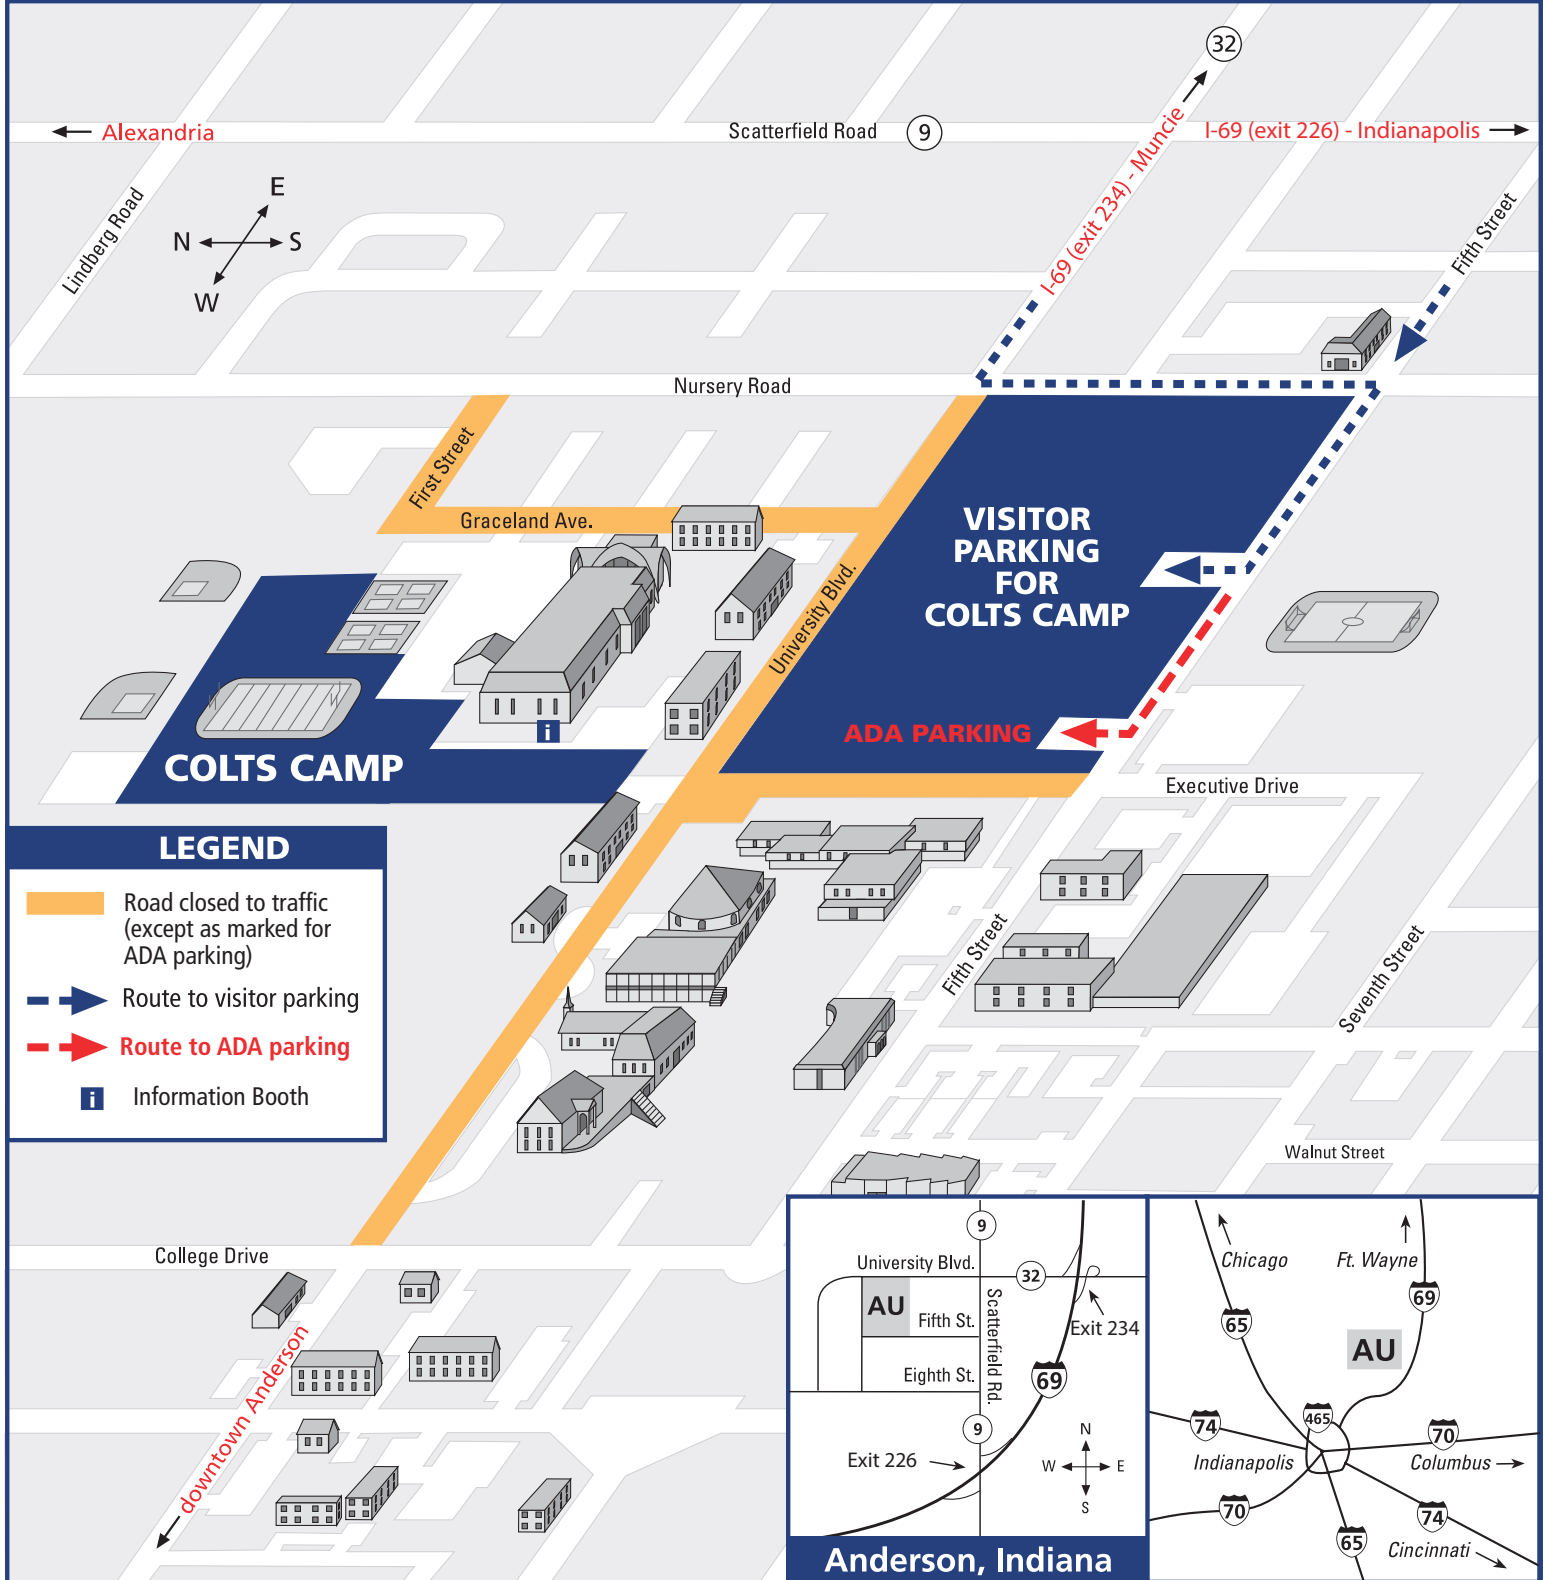 32
Alexandria
Scatterfield Road
9
I-69 (exit 234) - Muncie
I-69 (exit 226) - Indianapolis
Lindberg Road
E
N
S
W
Fifth Street
Nursery Road
First Street
Graceland Ave.
University Blvd.
VISITOR
PARKING
FOR
COLTS CAMP
ADA PARKING
i
COLTS CAMP
Executive Drive
LEGEND
Road closed to traffic
(except as marked for
ADA parking)
Route to visitor parking
Route to ADA parking
i
Information Booth
Fifth Street
Seventh Street
Walnut Street
College Drive
downtown Anderson
9
University Blvd.
32
AU
Fifth St.
Scatterfield Rd.
Exit 234
Eighth St.
69
9
Exit 226
N
W
E
S
Anderson, Indiana
Chicago
Ft. Wayne
69
65
AU
74
465
70
Indianapolis
Columbus
70
74
65
Cincinnati